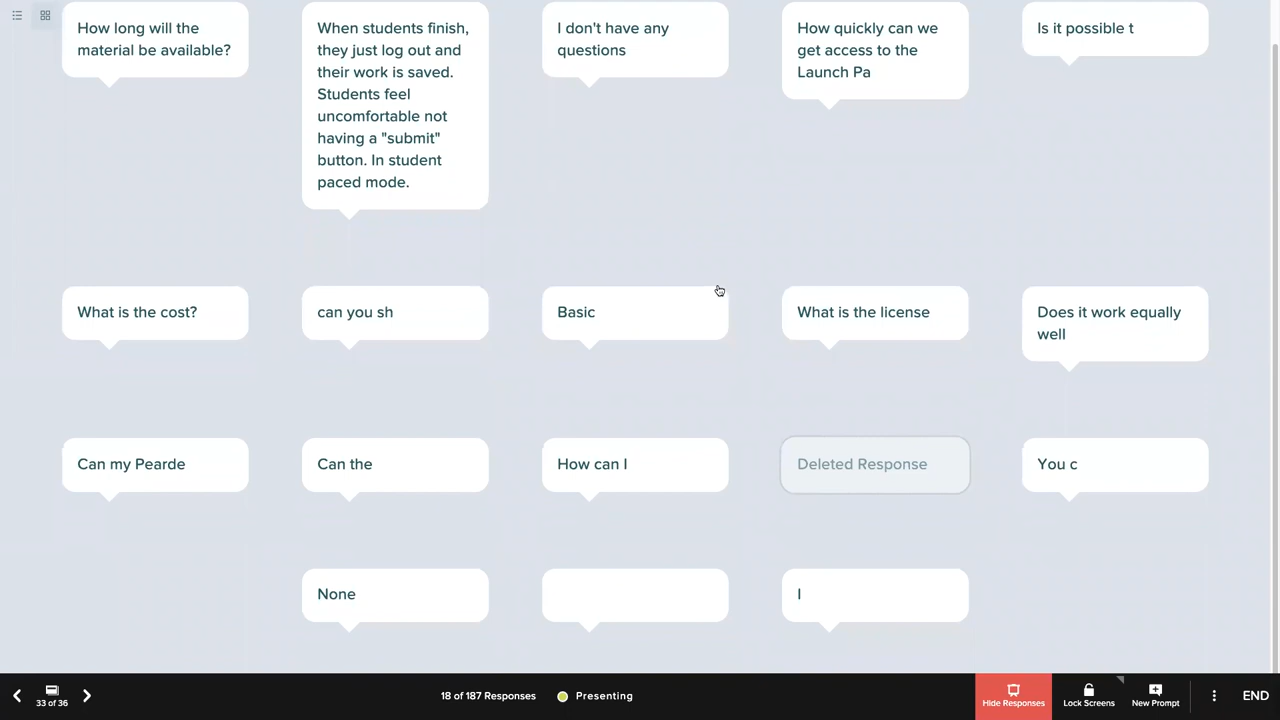 How long will the
material be available?
When students finish,
they just log out and
their work is saved.
Students feel
uncomfortable not
having a "submit"
button. In student
paced mode.
I don't have any
questions
How quickly can we
get access to the
Launch Pa
Is it possible t
What is the cost?
can you sh
Basic
What is the license
Does it work equally
well
Can my Pearde
Can the
How can I
Deleted Response
You c
None
I
33 of 36
18 of 187 Responses
Presenting
Hide Responses
Lock Screens
New Prompt
END